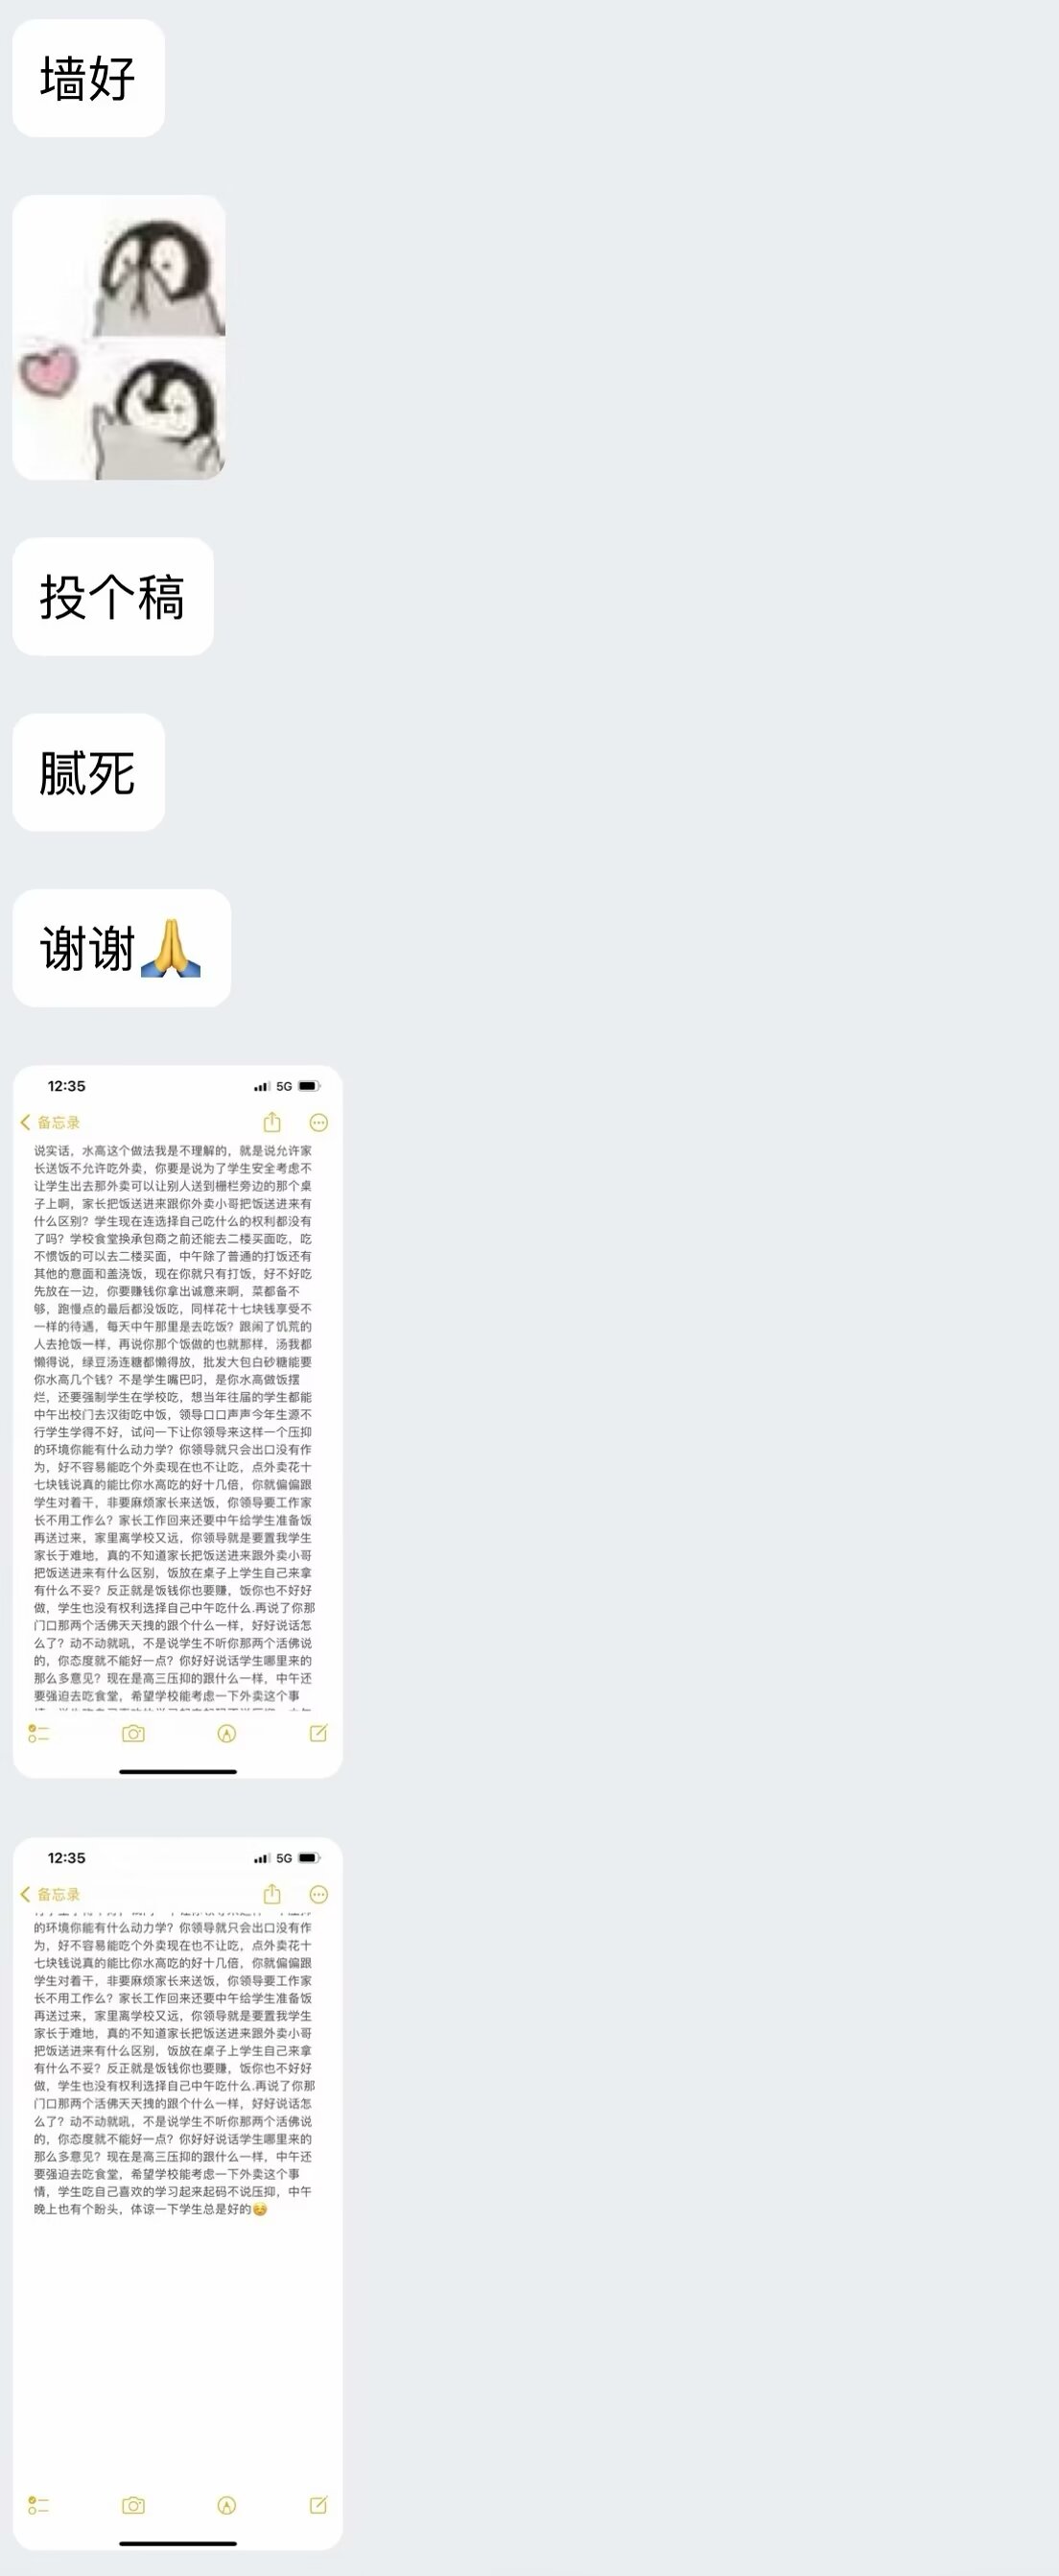 墙好
投个稿
腻死
谢谢🙏
12:35
5G
备忘录
说实话，水高这个做法我是不理解的，就是说允许家
长送饭不允许吃外卖，你要是说为了学生安全考虑不
让学生出去那外卖可以让别人送到栅栏旁边的那个桌
子上啊，家长把饭送进来跟你外卖小哥把饭送进来有
什么区别？学生现在连选择自己吃什么的权利都没有
了吗？学校食堂换承包商之前还能去二楼买面吃，吃
不惯饭的可以去二楼买面，中午除了普通的打饭还有
其他的意面和盖浇饭，现在你就只有打饭，好不好吃
先放在一边，你要赚钱你拿出诚意来啊，菜都备不
够，跑慢点的最后都没饭吃，同样花十七块钱享受不
一样的待遇，每天中午那里是去吃饭？跟闹了饥荒的
人去抢饭一样，再说你那个饭做的也就那样，汤我都
懒得说，绿豆汤连糖都懒得放，批发大包白砂糖能要
你水高几个钱？不是学生嘴巴叼，是你水高做饭摆
烂，还要强制学生在学校吃，想当年往届的学生都能
中午出校门去汉街吃中饭，领导口口声声今年生源不
行学生学得不好，试问一下让你领导来这样一个压抑
的环境你能有什么动力学？你领导就只会出口没有作
为，好不容易能吃个外卖现在也不让吃，点外卖花十
七块钱说真的能比你水高吃的好十几倍，你就偏偏跟
学生对着干，非要麻烦家长来送饭，你领导要工作家
长不用工作么？家长工作回来还要中午给学生准备饭
再送过来，家里离学校又远，你领导就是要置我学生
家长于难地，真的不知道家长把饭送进来跟外卖小哥
把饭送进来有什么区别，饭放在桌子上学生自己来拿
有什么不妥？反正就是饭钱你也要赚，饭你也不好好
做，学生也没有权利选择自己中午吃什么.再说了你那
门口那两个活佛天天拽的跟个什么一样，好好说话怎
么了？动不动就吼，不是说学生不听你那两个活佛说
的，你态度就不能好一点？你好好说话学生哪里来的
那么多意见？现在是高三压抑的跟什么一样，中午还
要强迫去吃食堂，希望学校能考虑一下外卖这个事
12:35
5G
备忘录
的环境你能有什么动力学？你领导就只会出口没有作
为，好不容易能吃个外卖现在也不让吃，点外卖花十
七块钱说真的能比你水高吃的好十几倍，你就偏偏跟
学生对着干，非要麻烦家长来送饭，你领导要工作家
长不用工作么？家长工作回来还要中午给学生准备饭
再送过来，家里离学校又远，你领导就是要置我学生
家长于难地，真的不知道家长把饭送进来跟外卖小哥
把饭送进来有什么区别，饭放在桌子上学生自己来拿
有什么不妥？反正就是饭钱你也要赚，饭你也不好好
做，学生也没有权利选择自己中午吃什么.再说了你那
门口那两个活佛天天拽的跟个什么一样，好好说话怎
么了？动不动就吼，不是说学生不听你那两个活佛说
的，你态度就不能好一点？你好好说话学生哪里来的
那么多意见？现在是高三压抑的跟什么一样，中午还
要强迫去吃食堂，希望学校能考虑一下外卖这个事
情，学生吃自己喜欢的学习起来起码不说压抑，中午
晚上也有个盼头，体谅一下学生总是好的☺️